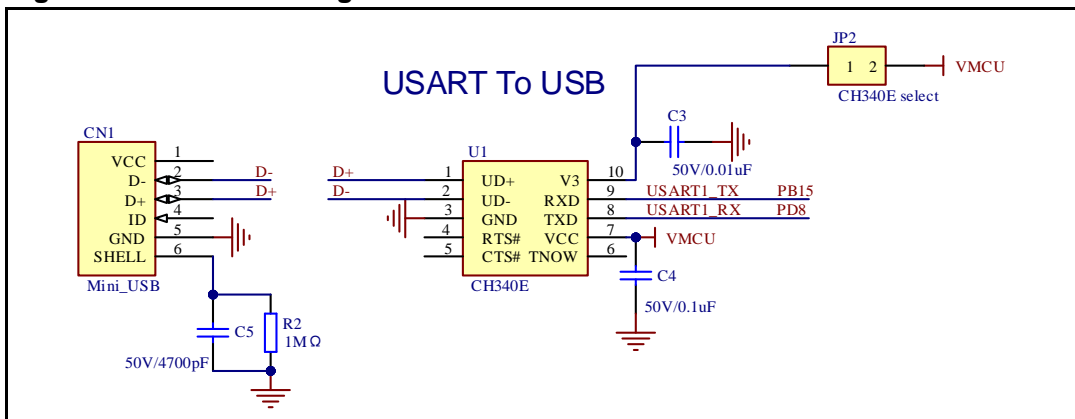 JP2
1 2
VMCU
CH340E select
USART To USB
C3
50V/0.01uF
CN1
VCC 1
D- 2
D+ 3
ID 4
GND 5
SHELL 6
Mini_USB
D-
D+
D+
D-
U1
1 UD+ V3 10
2 UD- RXD 9
3 GND TXD 8
4 RTS# VCC 7
5 CTS# TNOW 6
CH340E
USART1_TX PB15
USART1_RX PD8
VMCU
C4
50V/0.1uF
C5
50V/4700pF
R2
1MΩ